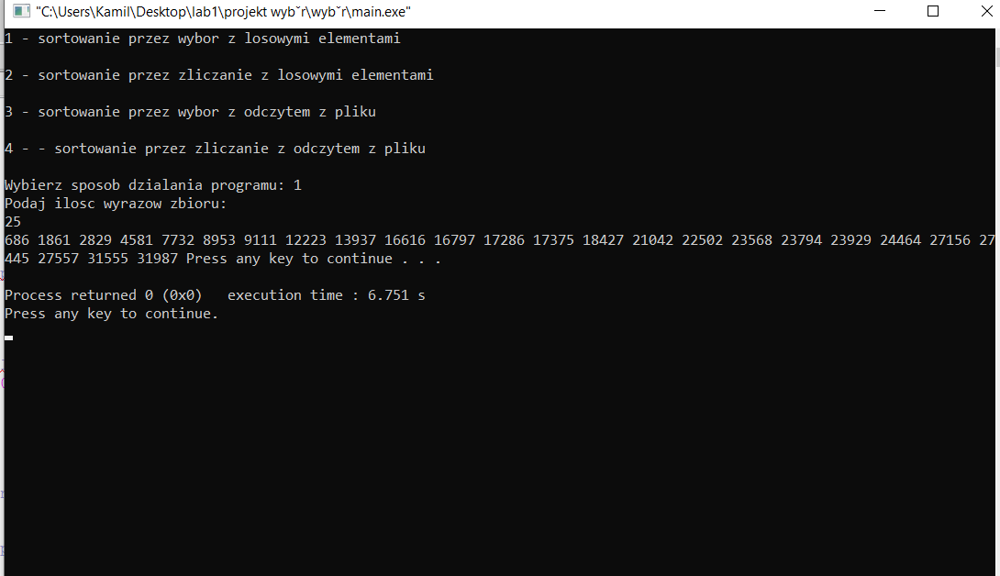 "C:\Users\Kamil\Desktop\lab1\projekt wyb˘r\wyb˘r\main.exe"
1 - sortowanie przez wybor z losowymi elementami
2 - sortowanie przez zliczanie z losowymi elementami
3 - sortowanie przez wybor z odczytem z pliku
4 - - sortowanie przez zliczanie z odczytem z pliku
Wybierz sposob dzialania programu: 1
Podaj ilosc wyrazow zbioru:
25
686 1861 2829 4581 7732 8953 9111 12223 13937 16616 16797 17286 17375 18427 21042 22502 23568 23794 23929 24464 27156 27
445 27557 31555 31987 Press any key to continue . . .
Process returned 0 (0x0)   execution time : 6.751 s
Press any key to continue.